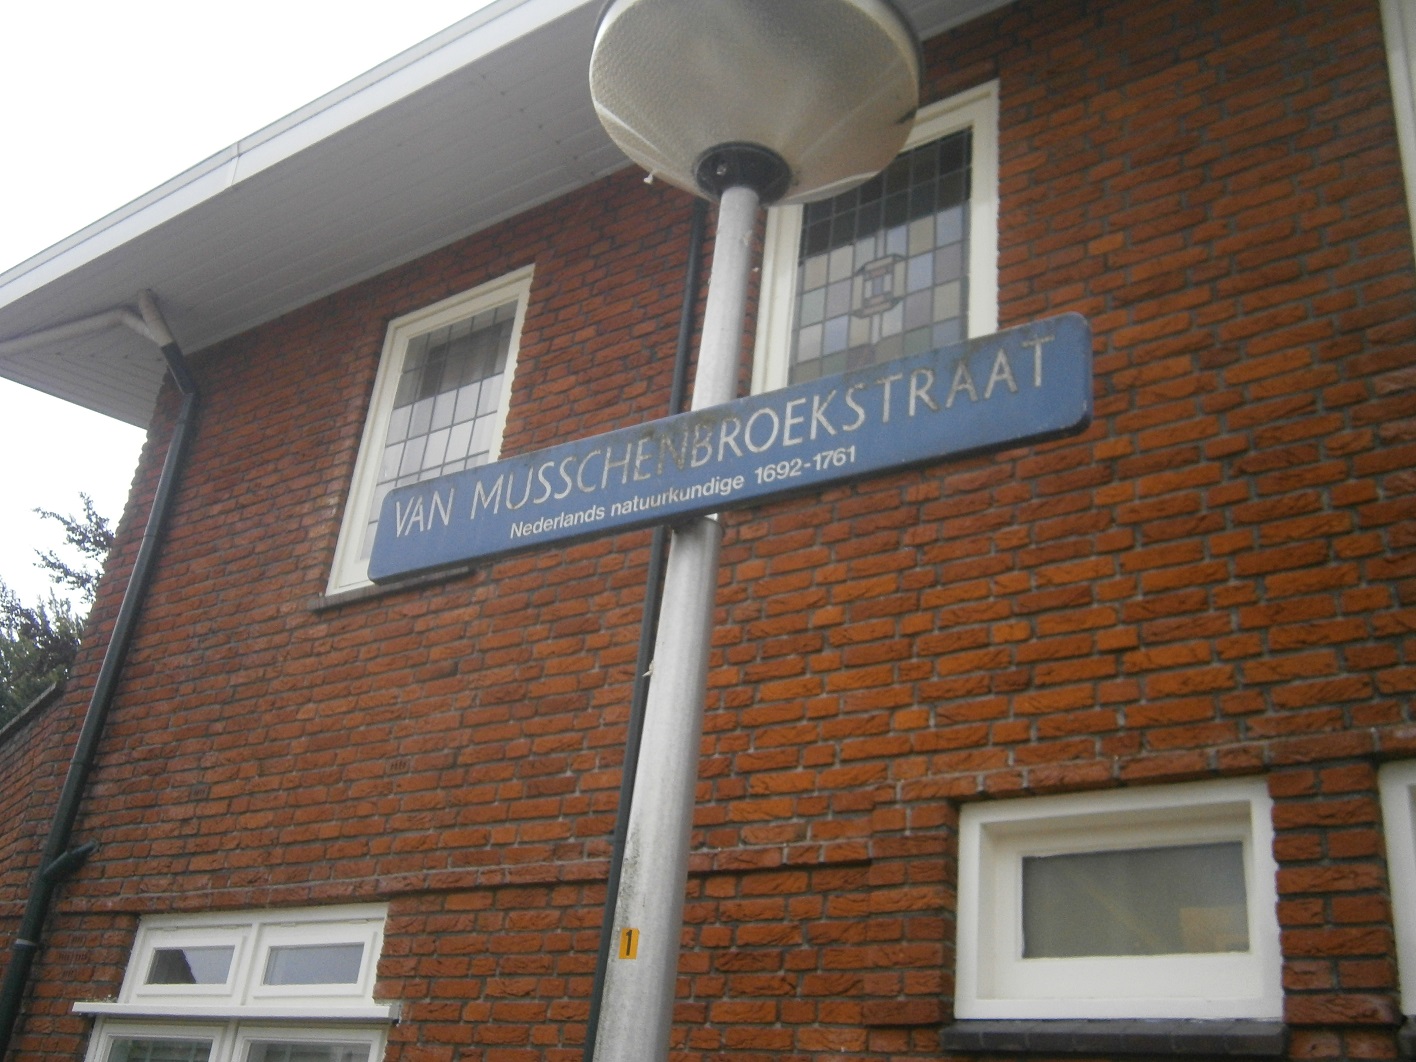 VAN MUSSCHENBROEKSTRAAT
Nederlands natuurkundige 1692-1761
1